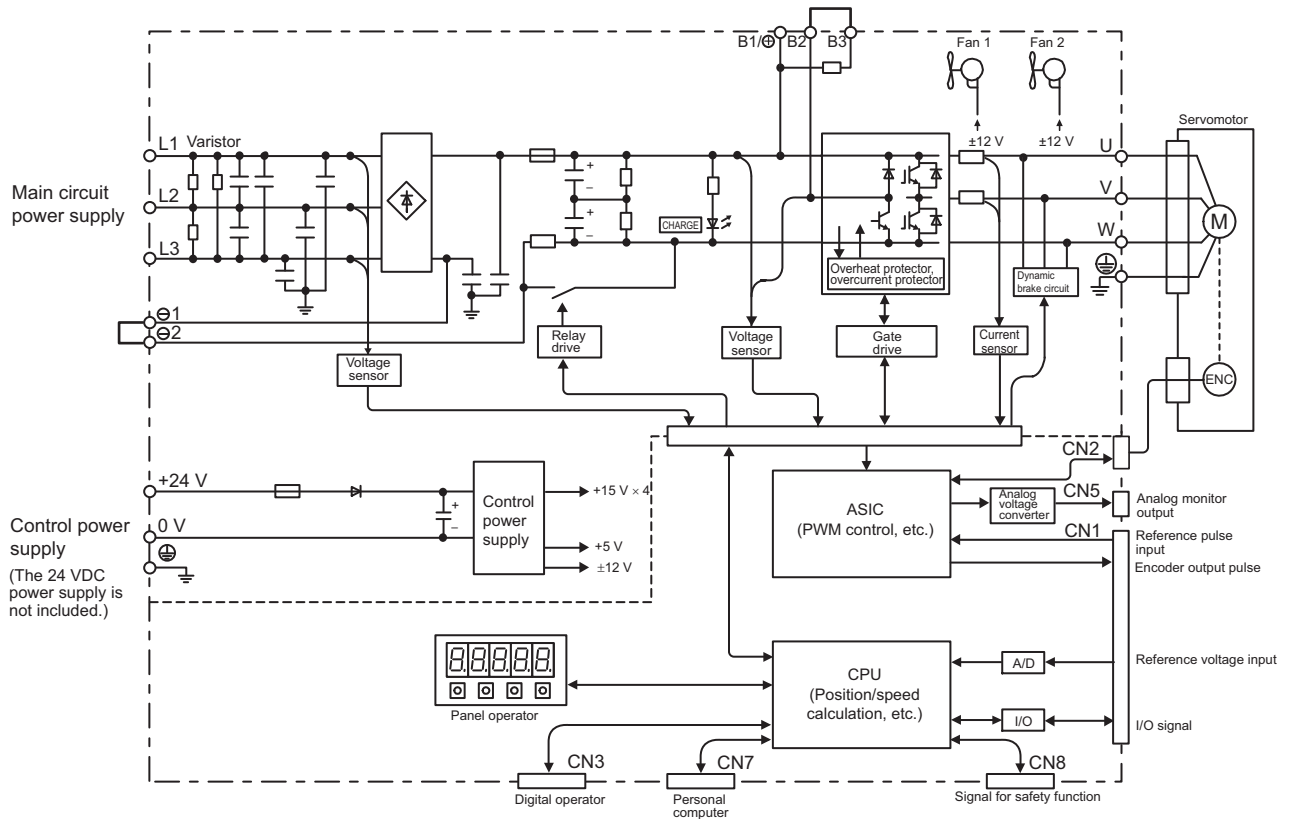 B1/⊕ B2 B3
Fan 1 Fan 2
±12 V ±12 V
Servomotor
L1 Varistor
U
Main circuit
power supply
L2
V
M
L3
W
CHARGE
+
–
+
–
Overheat protector,
overcurrent protector
Dynamic
brake circuit
⊖1
⊖2
Relay
drive
Voltage
sensor
Gate
drive
Current
sensor
Voltage
sensor
ENC
CN2
+24 V
+
–
Control
power
supply
+15 V × 4
+5 V
±12 V
Control power
supply
0 V
(The 24 VDC
power supply is
not included.)
ASIC
(PWM control, etc.)
Analog
voltage
converter
CN5
Analog monitor
output
CN1
Reference pulse
input
Encoder output pulse
8.8.8.8.8.
Panel operator
CPU
(Position/speed
calculation, etc.)
A/D
Reference voltage input
I/O
I/O signal
CN3
Digital operator
CN7
Personal
computer
CN8
Signal for safety function